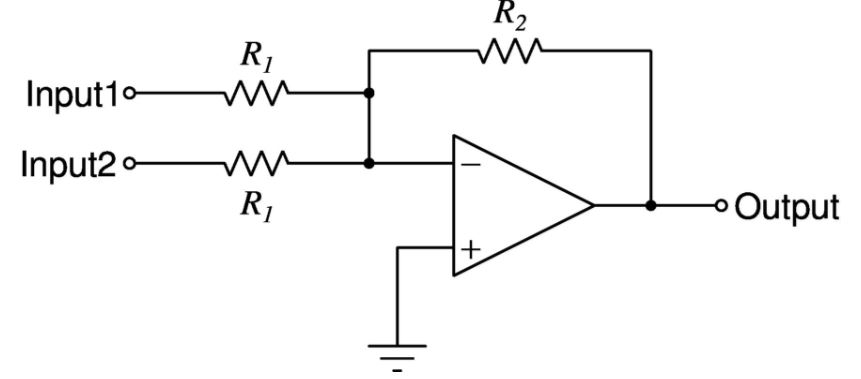 R₂
R₁
Input1
Input2
R₁
−
+
Output